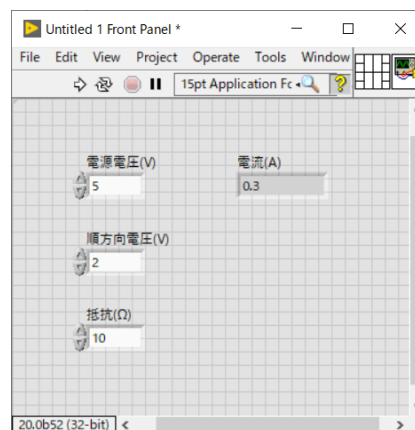 Untitled 1 Front Panel *
File Edit View Project Operate Tools Window
15pt Application Fc
電源電圧(V)
5
電流(A)
0.3
順方向電圧(V)
2
抵抗(Ω)
10
20.0b52 (32-bit)